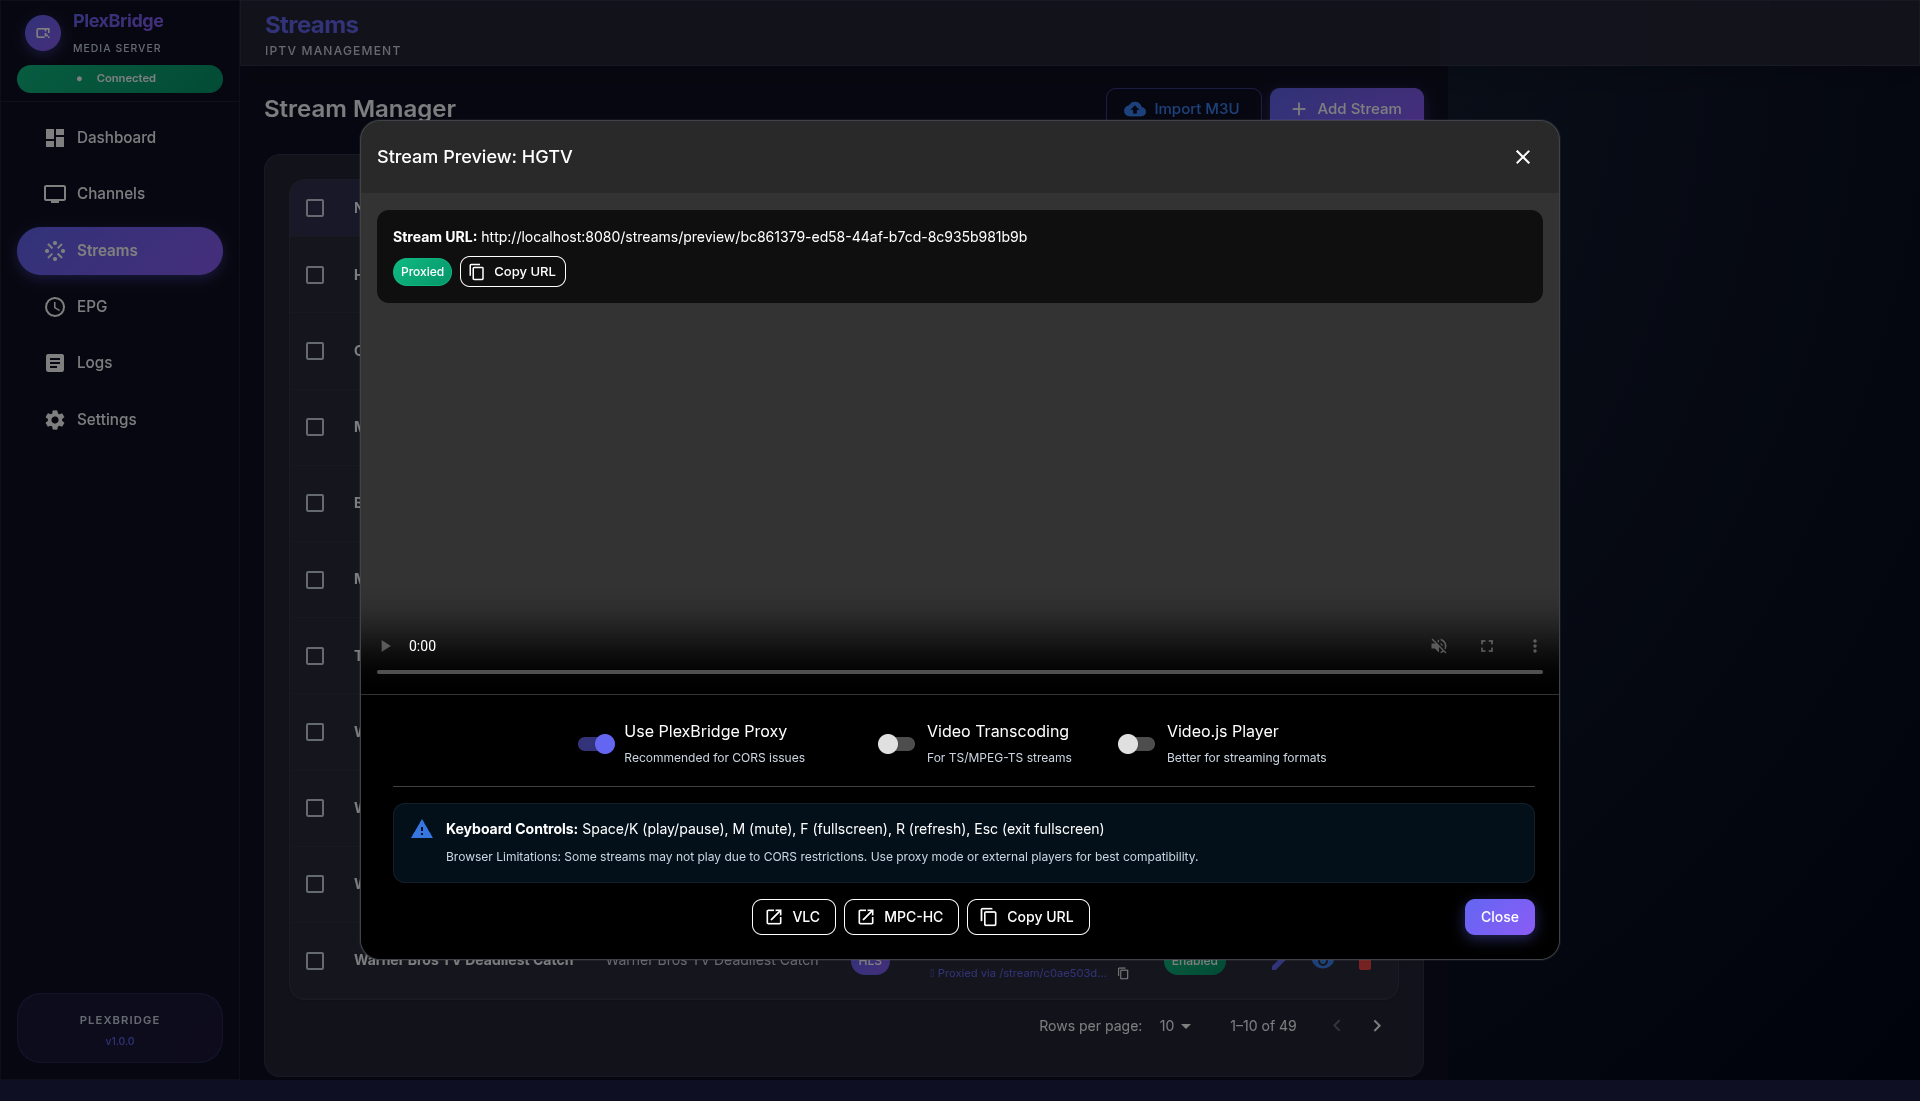 PlexBridge
MEDIA SERVER
Connected
Dashboard
Channels
Streams
EPG
Logs
Settings
PLEXBRIDGE
v1.0.0
Streams
IPTV MANAGEMENT
Stream Manager
Import M3U
Add Stream
Stream Preview: HGTV
Stream URL: http://localhost:8080/streams/preview/bc861379-ed58-44af-b7cd-8c935b981b9b
Proxied
Copy URL
0:00
Use PlexBridge Proxy
Recommended for CORS issues
Video Transcoding
For TS/MPEG-TS streams
Video.js Player
Better for streaming formats
Keyboard Controls: Space/K (play/pause), M (mute), F (fullscreen), R (refresh), Esc (exit fullscreen)
Browser Limitations: Some streams may not play due to CORS restrictions. Use proxy mode or external players for best compatibility.
VLC
MPC-HC
Copy URL
Close
Warner Bros TV Deadliest Catch
Warner Bros TV Deadliest Catch
HLS
Proxied via /stream/c0ae503d...
Enabled
Rows per page:
10
1–10 of 49